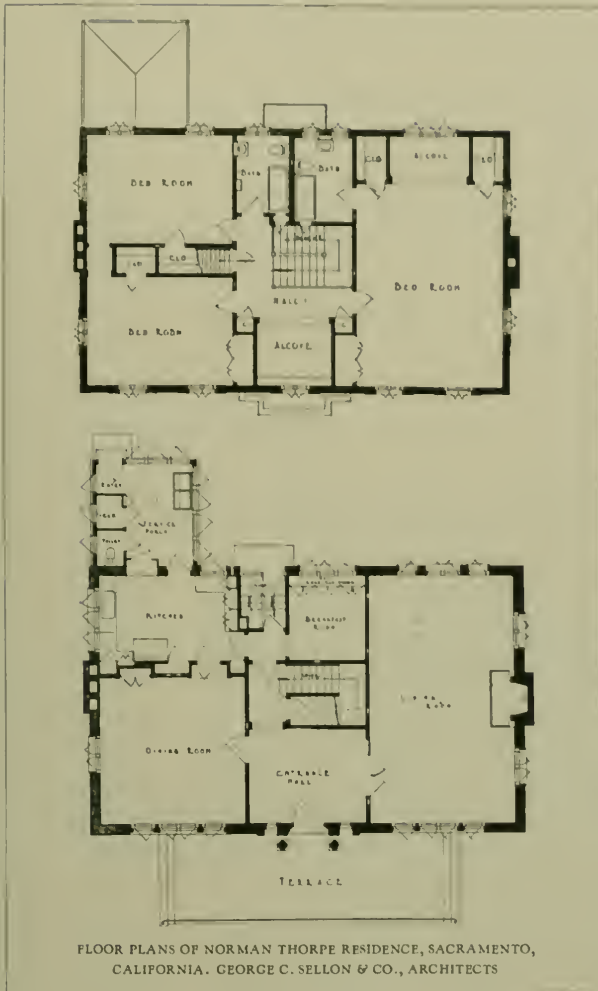 BED ROOM
BATH
BATH
CLO
ALCOVE
CLO
CLO
CLO
BED ROOM
HALL
BED ROOM
ALCOVE
SERVICE
PORCH
TOILET
KITCHEN
BREAKFAST
ROOM
LIVING
ROOM
DINING ROOM
ENTRANCE
HALL
TERRACE
FLOOR PLANS OF NORMAN THORPE RESIDENCE, SACRAMENTO,
CALIFORNIA. GEORGE C. SELLON & CO., ARCHITECTS